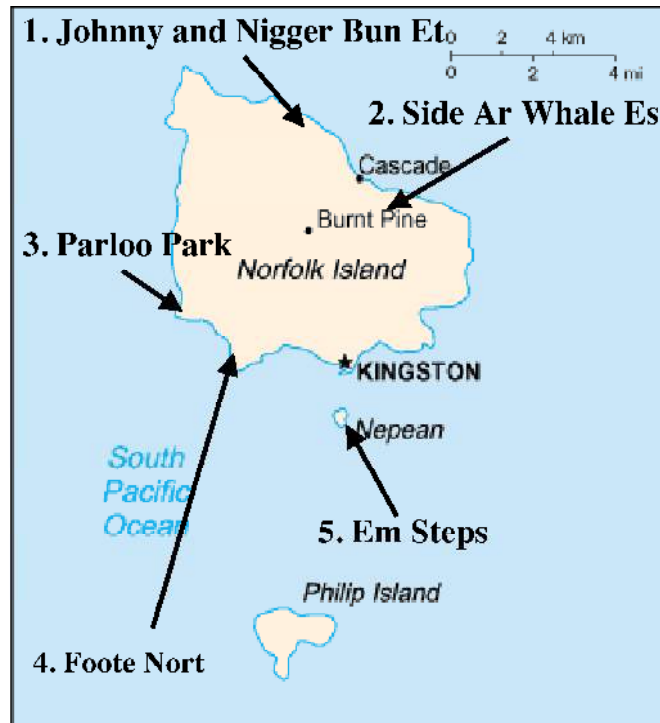 1. Johnny and Nigger Bun Et
0 2 4 km
0 2 4 mi
2. Side Ar Whale Es
Cascade
Burnt Pine
3. Parloo Park
Norfolk Island
KINGSTON
Nepean
South
Pacific
Ocean
5. Em Steps
Philip Island
4. Foote Nort